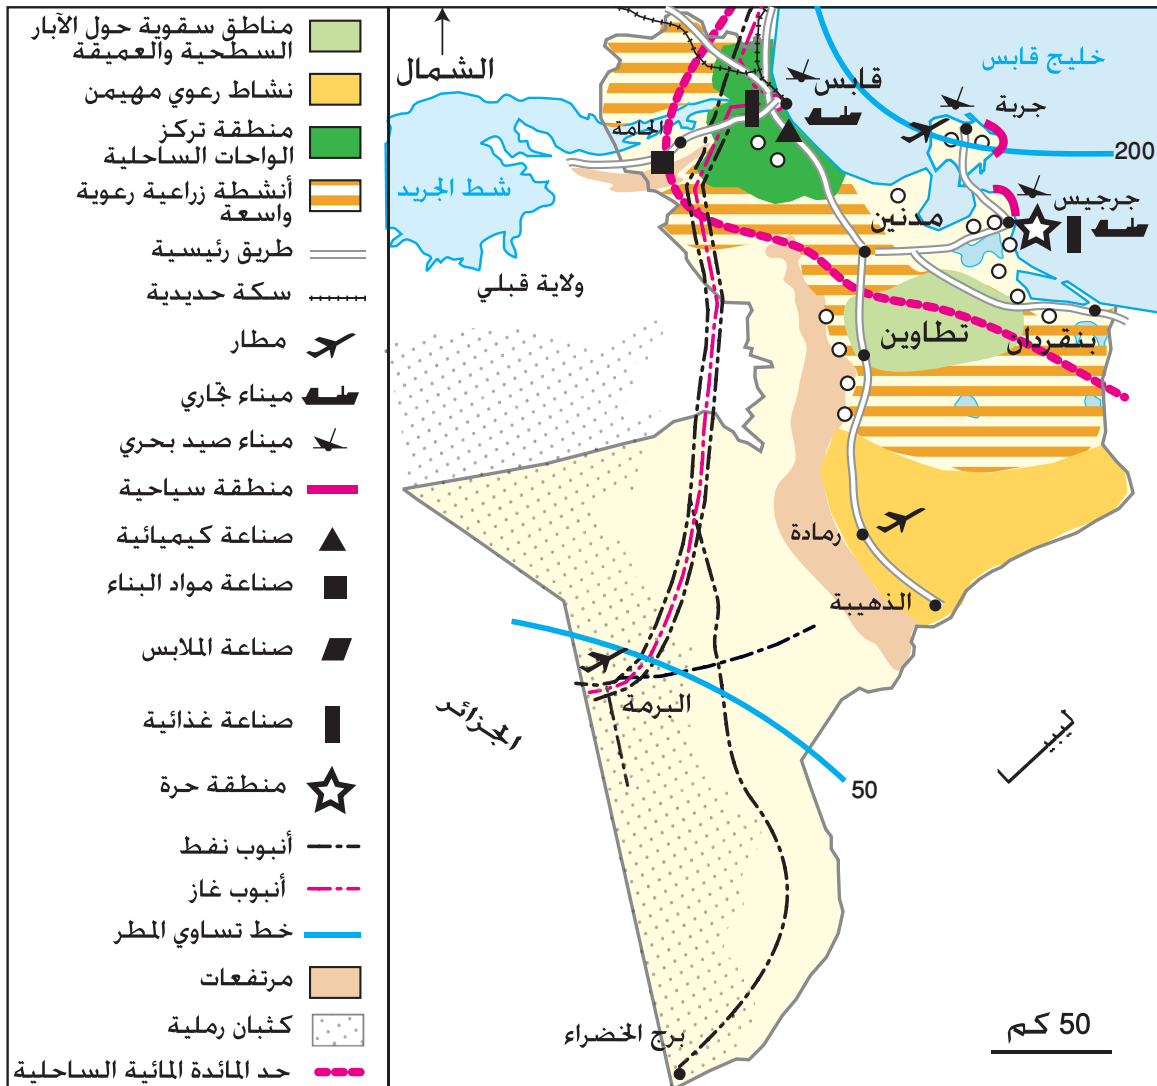 مناطق سقوية حول الآبار
السطحية والعميقة
نشاط رعوي مهيمن
منطقة تركز
الواحات الساحلية
أنشطة زراعية رعوية
واسعة
طريق رئيسية
سكة حديدية
مطار
ميناء تجاري
ميناء صيد بحري
منطقة سياحية
صناعة كيميائية
صناعة مواد البناء
صناعة الملابس
صناعة غذائية
منطقة حرة
أنبوب نفط
أنبوب غاز
خط تساوي المطر
مرتفعات
كثبان رملية
حد المائدة المائية الساحلية
الشمال
خليج قابس
قابس
جربة
الحامة
200
شط الجريد
جرجيس
مدنين
ولاية قبلي
تطاوين
بنقردان
رمادة
الذهيبة
البرمة
الجزائر
ليبيا
50
برج الخضراء
50 كم